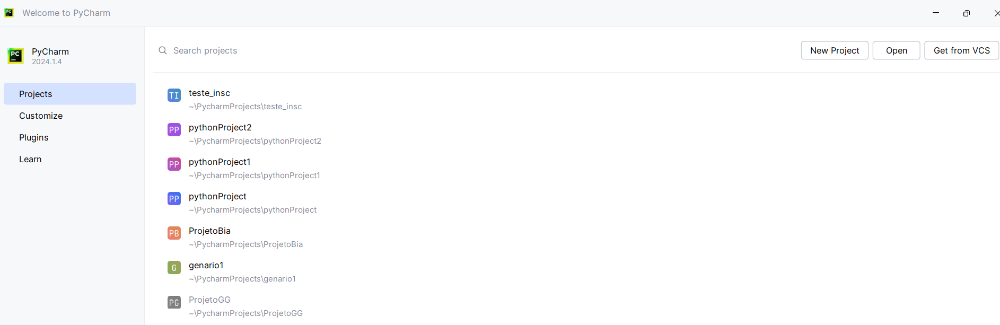 PC
Welcome to PyCharm
PC
PyCharm
2024.1.4
Projects
Customize
Plugins
Learn
Search projects
New Project
Open
Get from VCS
TI
teste_insc
~\PycharmProjects\teste_insc
PP
pythonProject2
~\PycharmProjects\pythonProject2
PP
pythonProject1
~\PycharmProjects\pythonProject1
PP
pythonProject
~\PycharmProjects\pythonProject
PB
ProjetoBia
~\PycharmProjects\ProjetoBia
G
genario1
~\PycharmProjects\genario1
PG
ProjetoGG
~\PycharmProjects\ProjetoGG